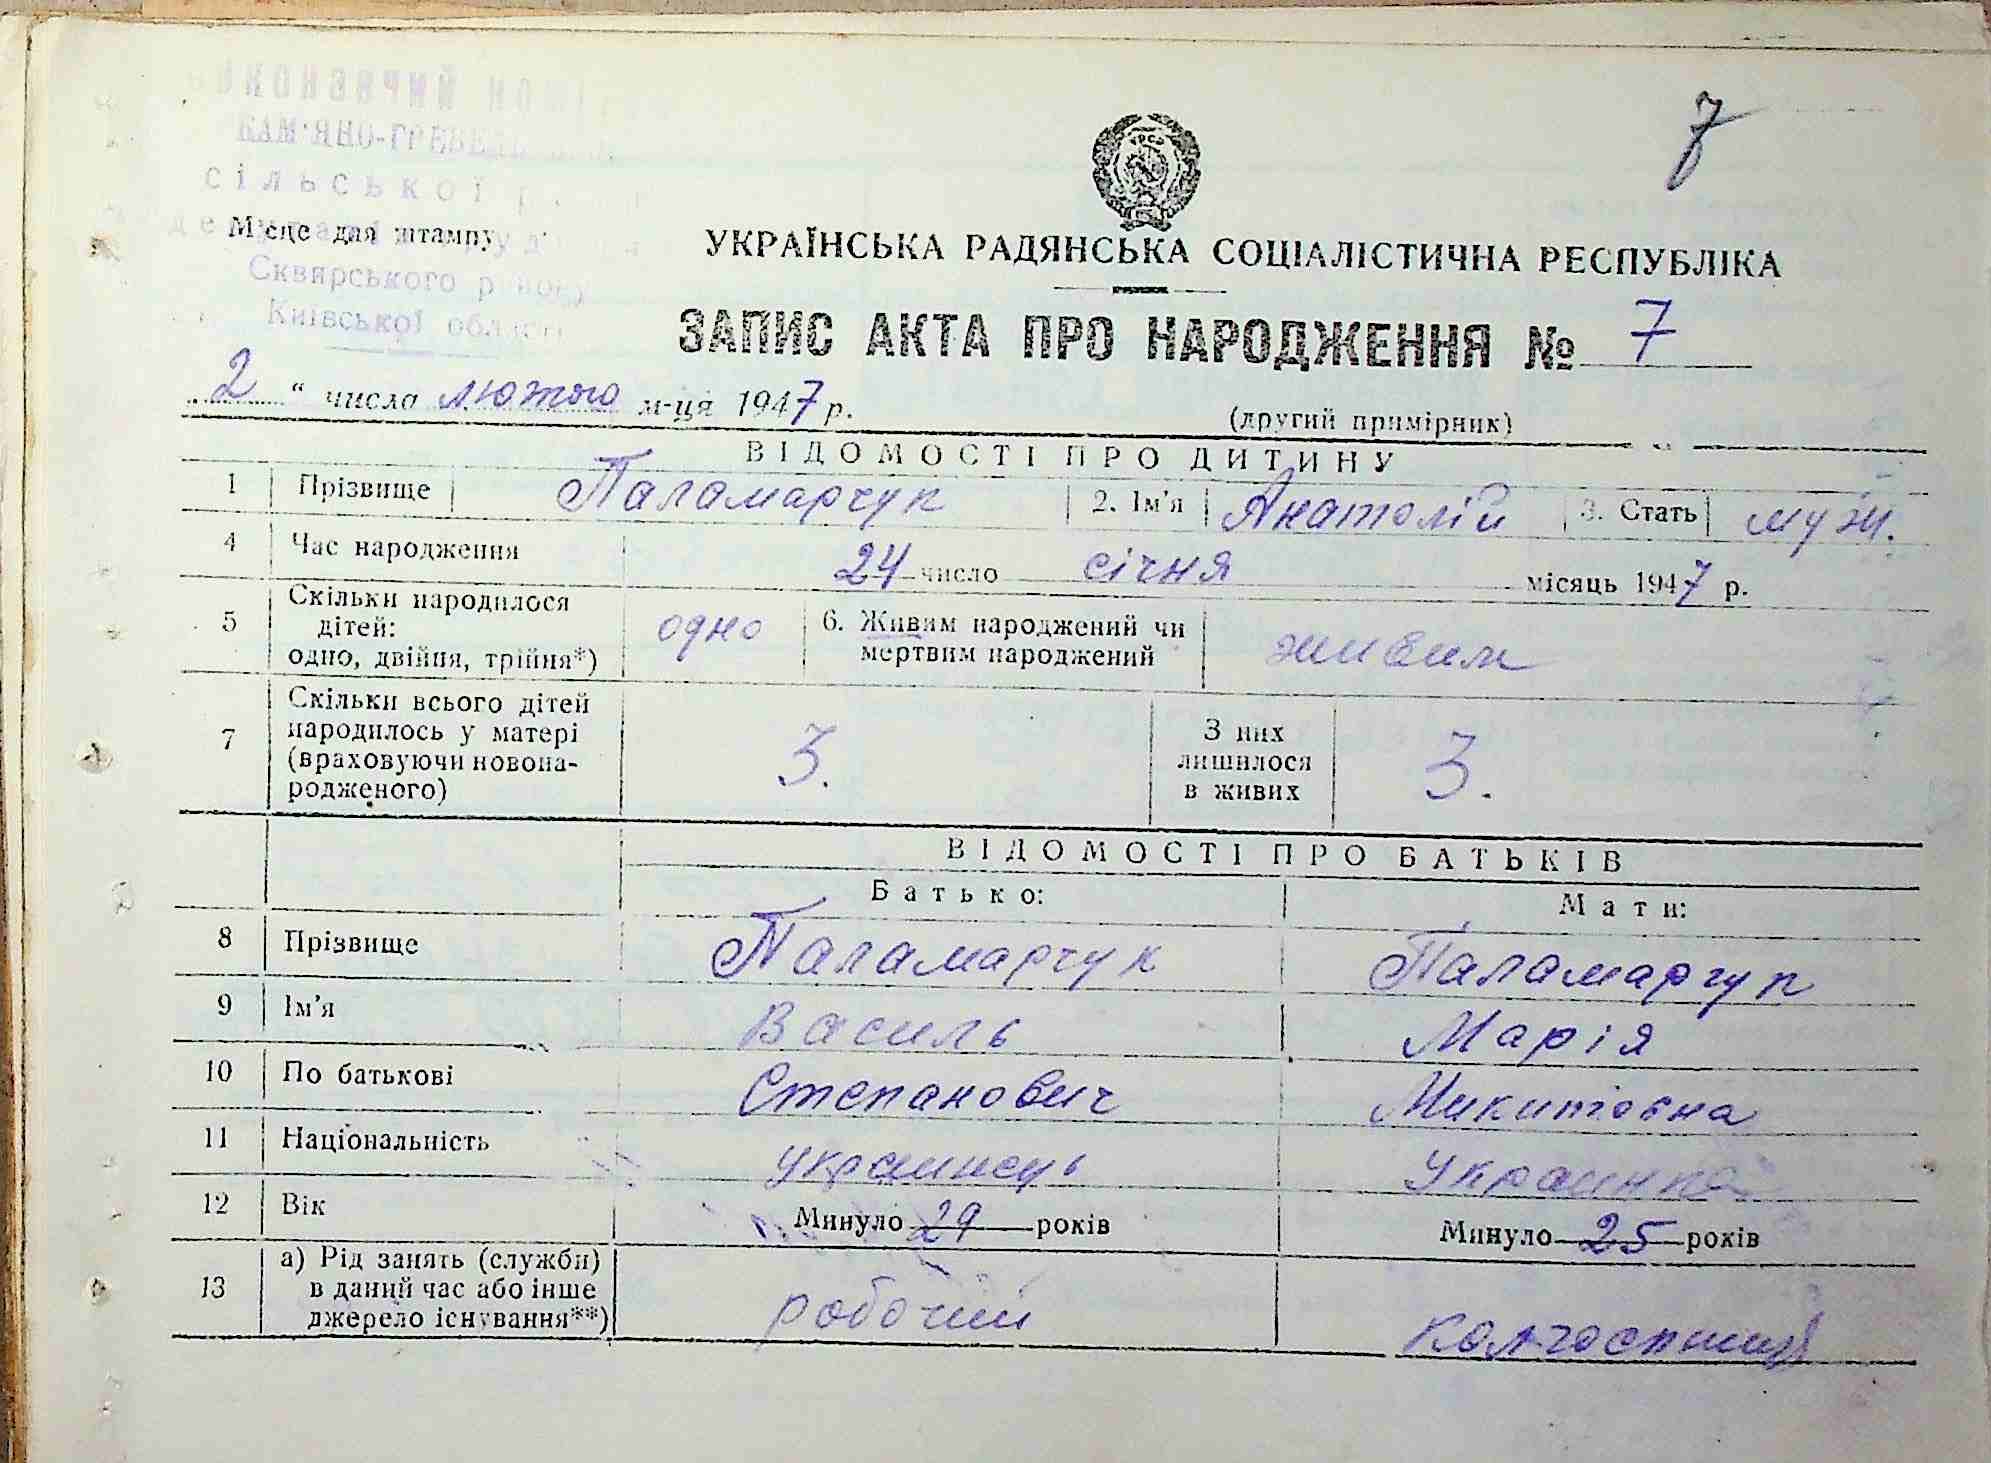 КАМ'ЯНО-ГРЕБЕЛЬ
сільської
Сквирського району
Київської област
7
УРСР
Місце для штампу
УКРАЇНСЬКА РАДЯНСЬКА СОЦІАЛІСТИЧНА РЕСПУБЛІКА
ЗАПИС АКТА ПРО НАРОДЖЕННЯ № 7
„2" числа лютого м-ця 1947 р.
(другий примірник)
ВІДОМОСТІ ПРО ДИТИНУ
1 Прізвище Паламарчук 2. Ім'я Анатолій 3. Стать муж.
4 Час народження 24 число січня місяць 1947 р.
5 Скільки народилося дітей: одно, двійня, трійня*) одно 6. Живим народжений чи мертвим народжений живим
7 Скільки всього дітей народилось у матері (враховуючи новонародженого) 3. З них лишилося в живих 3.
ВІДОМОСТІ ПРО БАТЬКІВ
Батько: Мати:
8 Прізвище Паламарчук Паламарчук
9 Ім'я Василь Марія
10 По батькові Степанович Микитовна
11 Національність украинець украинка
12 Вік Минуло 29 років Минуло 25 років
13 а) Рід занять (служби) в даний час або інше джерело існування**) робочий колгоспниця